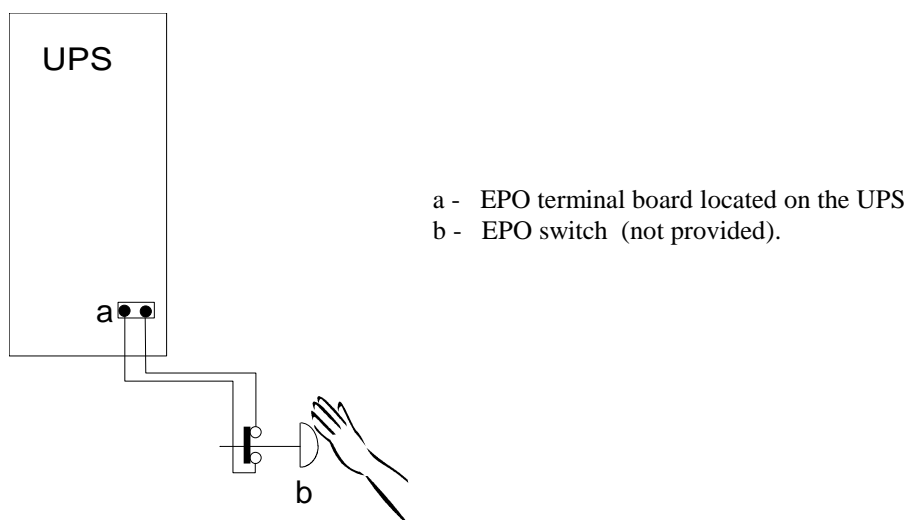 UPS
a - EPO terminal board located on the UPS
b - EPO switch (not provided).
a
b